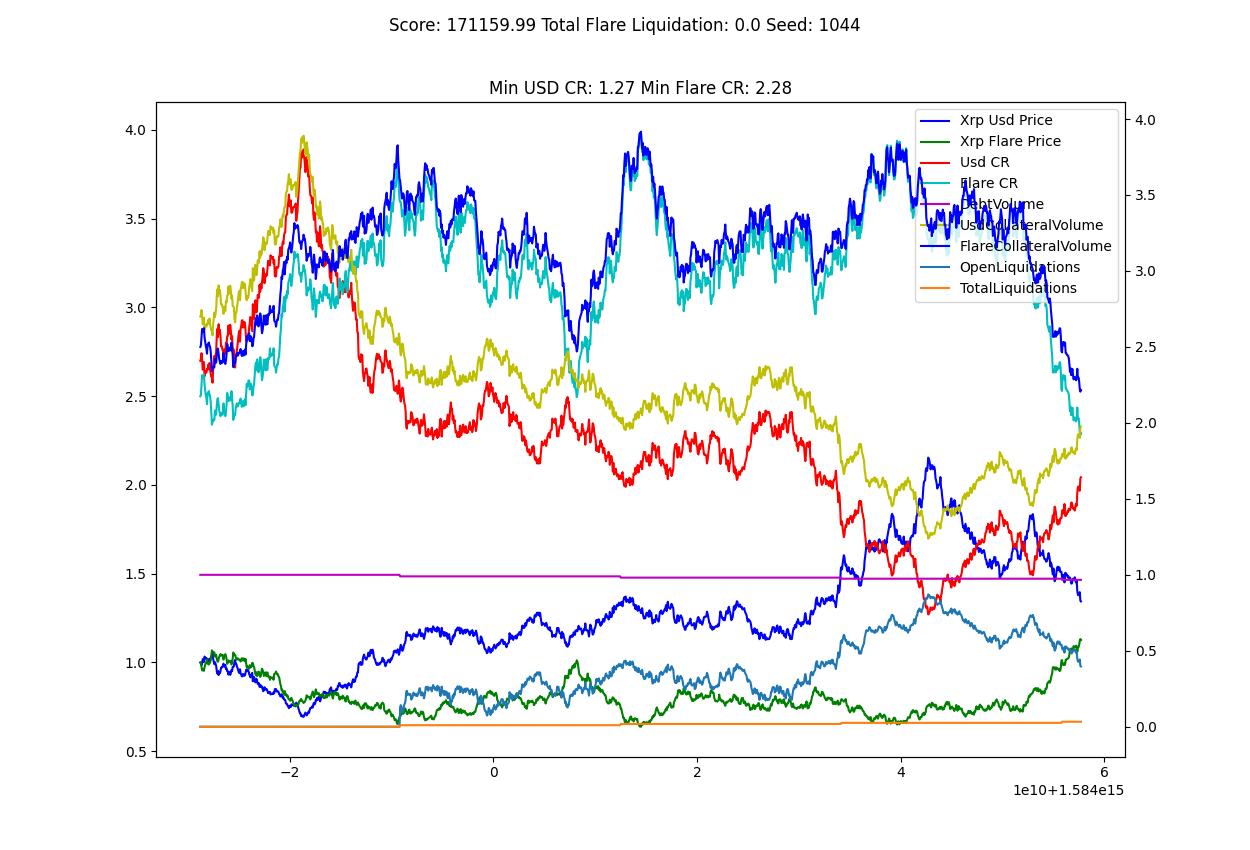 Score: 171159.99 Total Flare Liquidation: 0.0 Seed: 1044
Min USD CR: 1.27 Min Flare CR: 2.28
4.0
3.5
3.0
2.5
2.0
1.5
1.0
0.5
Xrp Usd Price
Xrp Flare Price
Usd CR
Flare CR
DebtVolume
UsdCollateralVolume
FlareCollateralVolume
OpenLiquidations
TotalLiquidations
4.0
3.5
3.0
2.5
2.0
1.5
1.0
0.5
0.0
−2 0 2 4 6
1e10+1.584e15